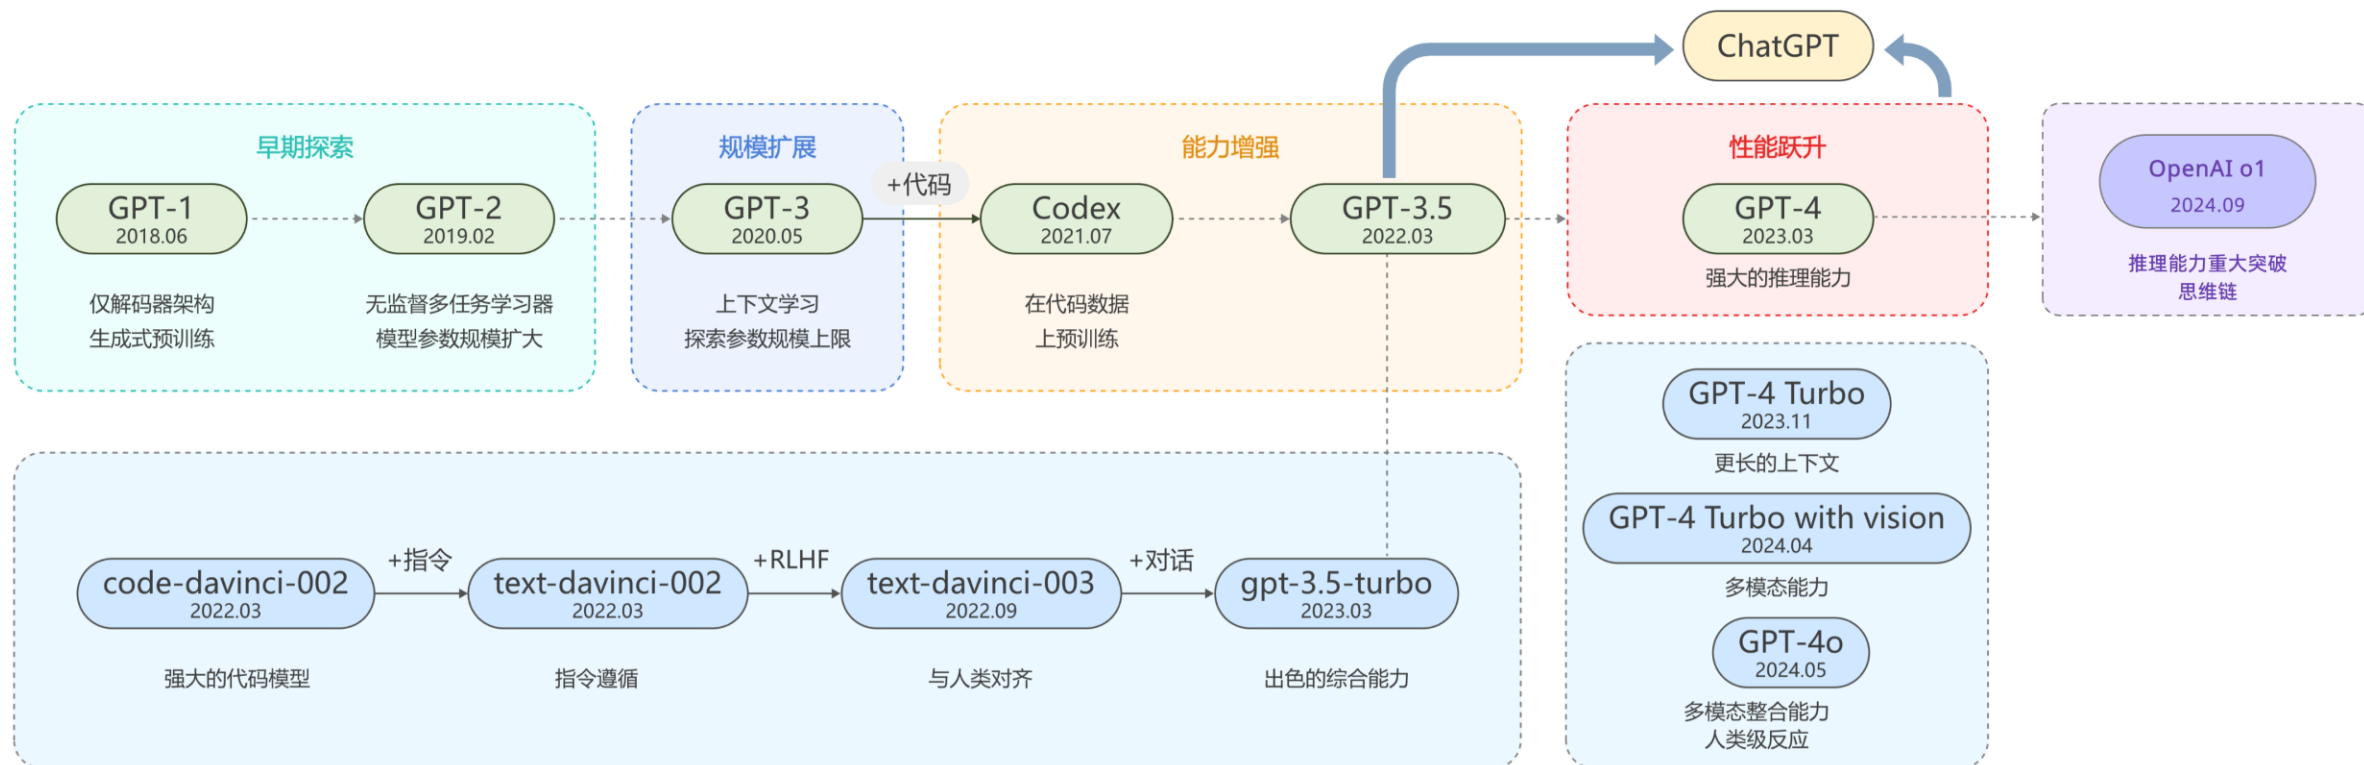 ChatGPT
早期探索
GPT-1
2018.06
仅解码器架构
生成式预训练
GPT-2
2019.02
无监督多任务学习器
模型参数规模扩大
规模扩展
GPT-3
2020.05
上下文学习
探索参数规模上限
+代码
能力增强
Codex
2021.07
在代码数据
上预训练
GPT-3.5
2022.03
性能跃升
GPT-4
2023.03
强大的推理能力
OpenAI o1
2024.09
推理能力重大突破
思维链
code-davinci-002
2022.03
强大的代码模型
+指令
text-davinci-002
2022.03
指令遵循
+RLHF
text-davinci-003
2022.09
与人类对齐
+对话
gpt-3.5-turbo
2023.03
出色的综合能力
GPT-4 Turbo
2023.11
更长的上下文
GPT-4 Turbo with vision
2024.04
多模态能力
GPT-4o
2024.05
多模态整合能力
人类级反应